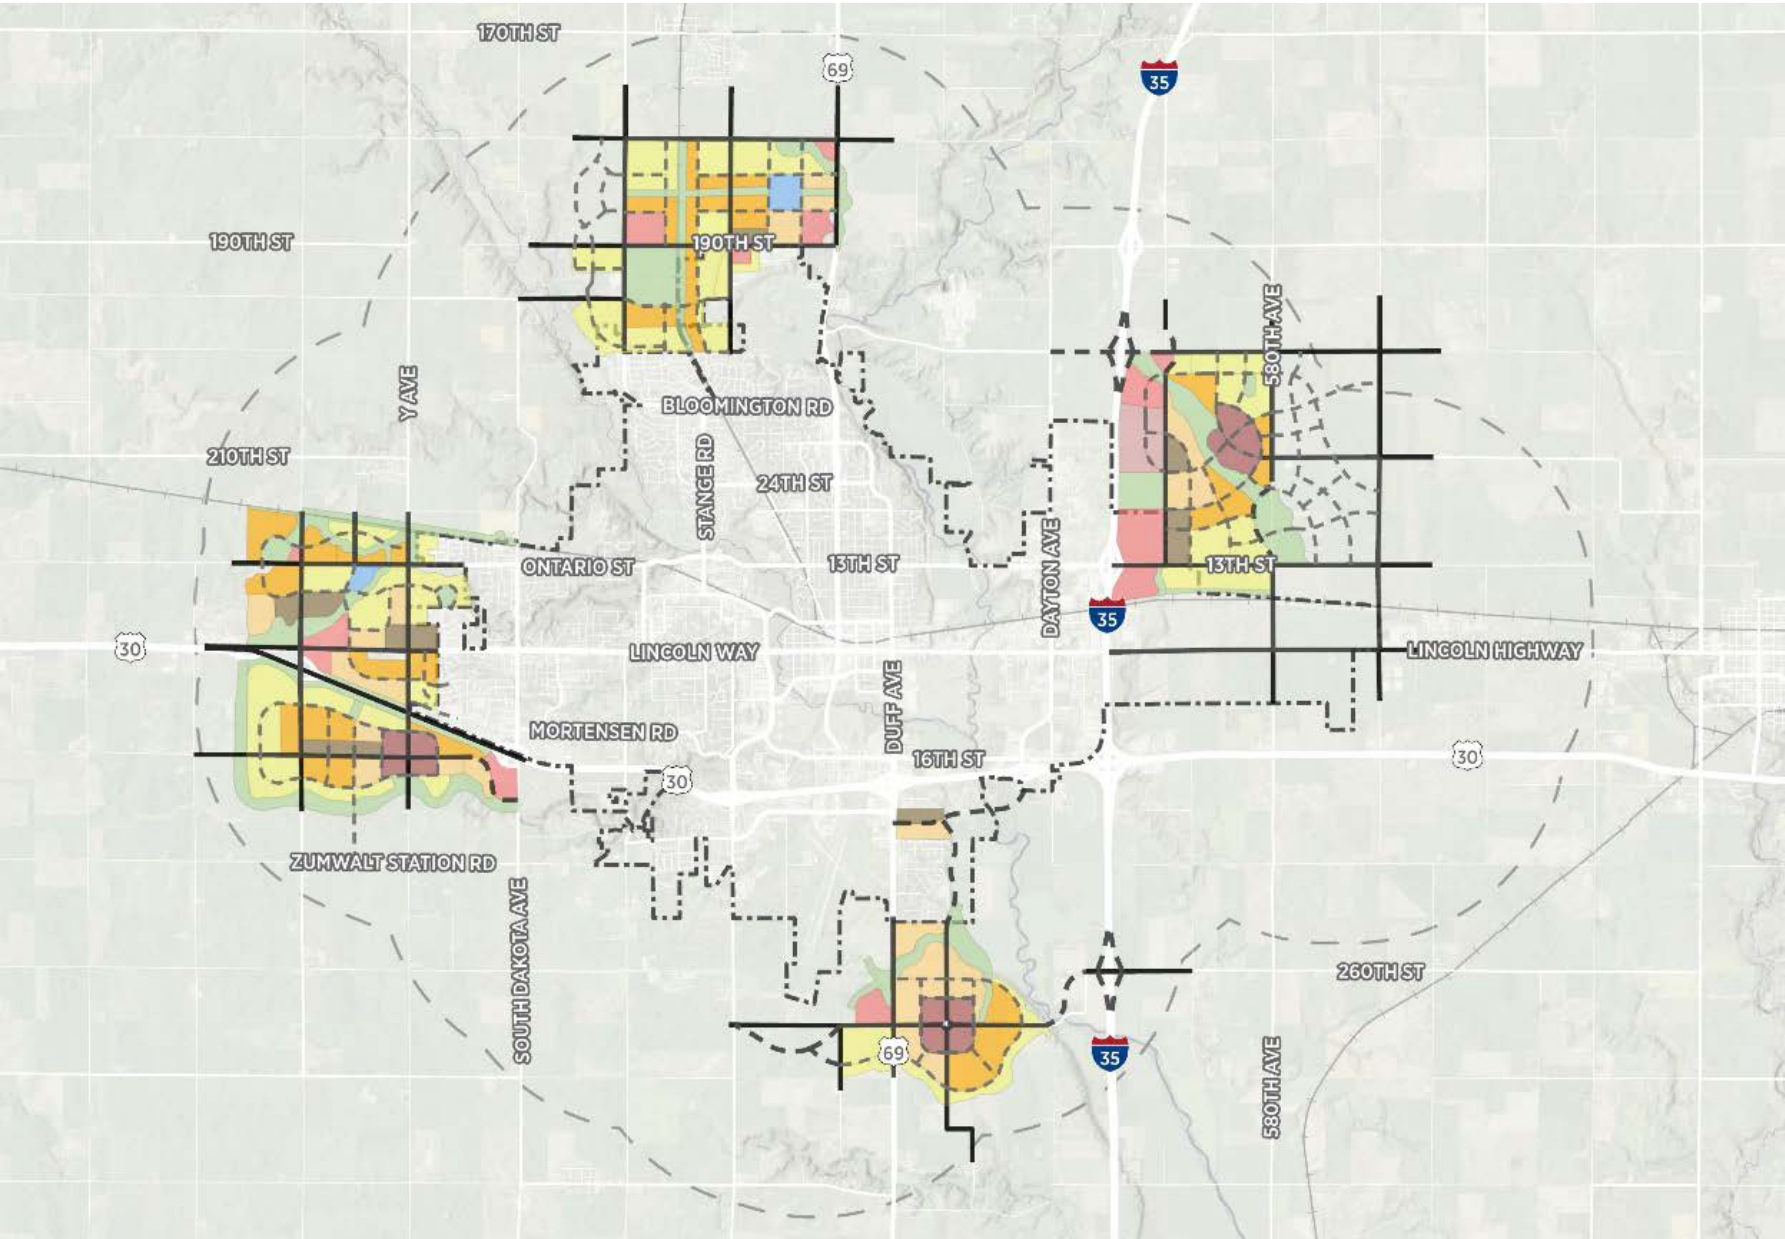 170TH ST
69
35
190TH ST
190TH ST
580TH AVE
Y AVE
BLOOMINGTON RD
210TH ST
STANGE RD
24TH ST
ONTARIO ST
13TH ST
DAYTON AVE
13TH ST
35
30
LINCOLN WAY
LINCOLN HIGHWAY
DUFF AVE
MORTENSEN RD
16TH ST
30
30
ZUMWALT STATION RD
SOUTH DAKOTA AVE
260TH ST
69
35
580TH AVE